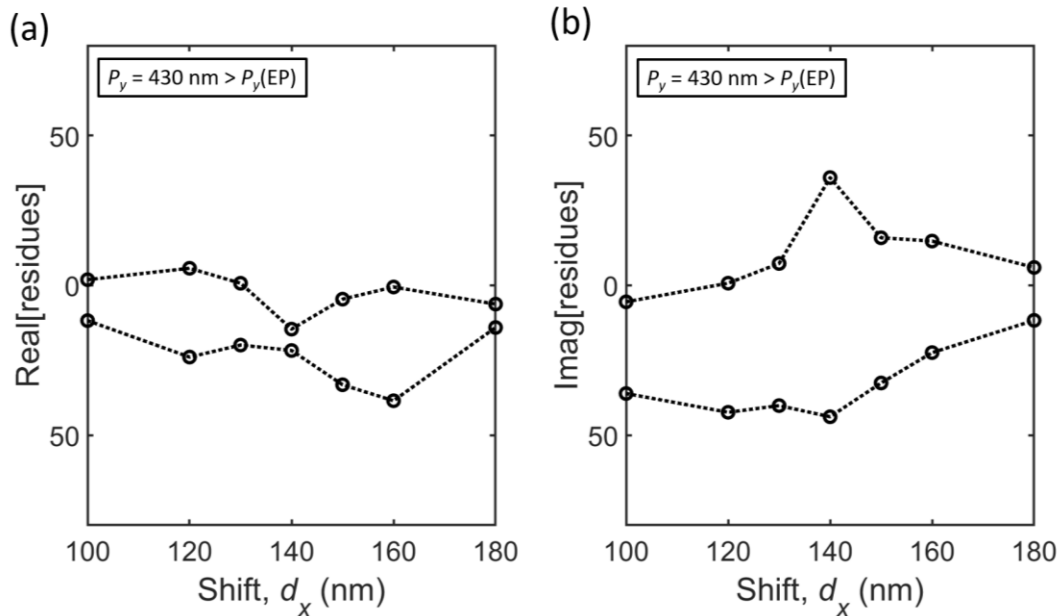 (a)
P_y = 430 nm > P_y(EP)
50
0
50
Real[residues]
100 120 140 160 180
Shift, d_x (nm)
(b)
P_y = 430 nm > P_y(EP)
50
0
50
Imag[residues]
100 120 140 160 180
Shift, d_x (nm)